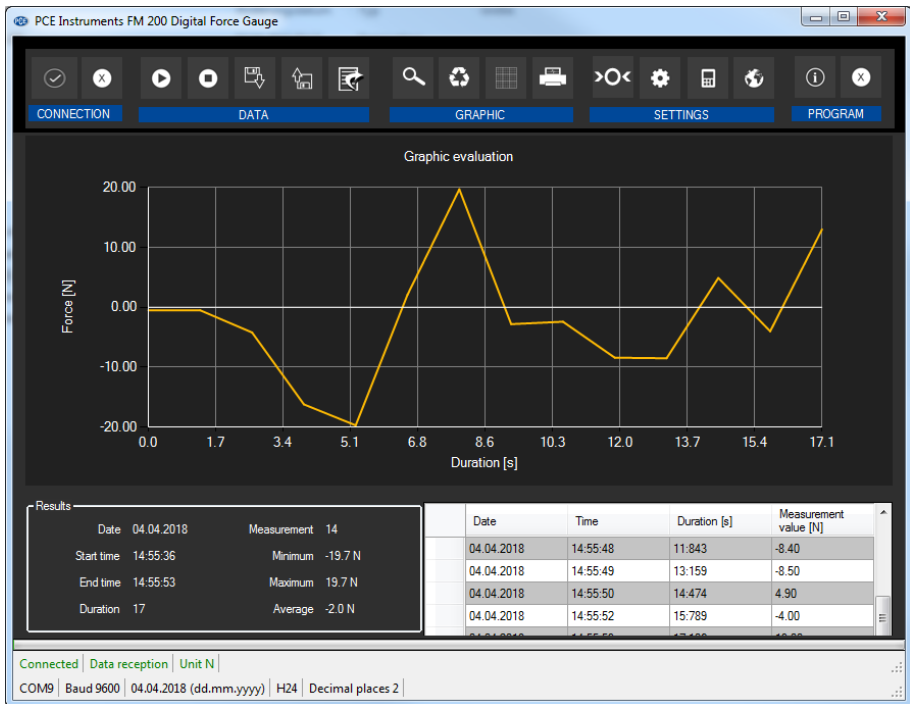 PCE Instruments FM 200 Digital Force Gauge
CONNECTION DATA GRAPHIC SETTINGS PROGRAM
Graphic evaluation
20.00
10.00
0.00
-10.00
-20.00
Force [N]
0.0 1.7 3.4 5.1 6.8 8.6 10.3 12.0 13.7 15.4 17.1
Duration [s]
Results
Date 04.04.2018 Measurement 14
Start time 14:55:36 Minimum -19.7 N
End time 14:55:53 Maximum 19.7 N
Duration 17 Average -2.0 N
Date Time Duration [s] Measurement value [N]
04.04.2018 14:55:48 11:843 -8.40
04.04.2018 14:55:49 13:159 -8.50
04.04.2018 14:55:50 14:474 4.90
04.04.2018 14:55:52 15:789 -4.00
Connected Data reception Unit N
COM9 Baud 9600 04.04.2018 (dd.mm.yyyy) H24 Decimal places 2